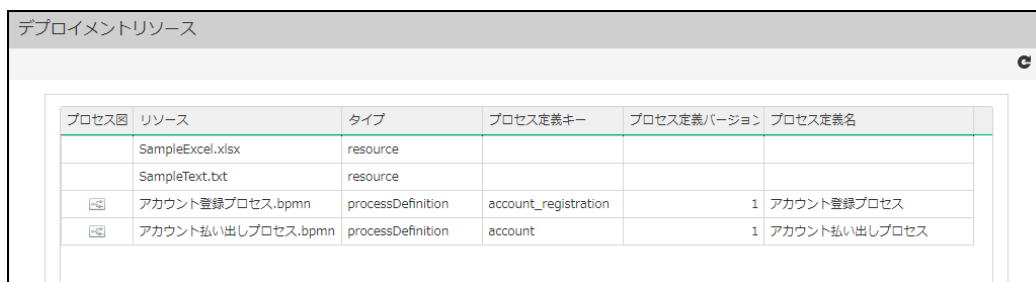 デプロイメントリソース
プロセス図 リソース タイプ プロセス定義キー プロセス定義バージョン プロセス定義名
SampleExcel.xlsx resource
SampleText.txt resource
アカウント登録プロセス.bpmn processDefinition account_registration 1 アカウント登録プロセス
アカウント払い出しプロセス.bpmn processDefinition account 1 アカウント払い出しプロセス